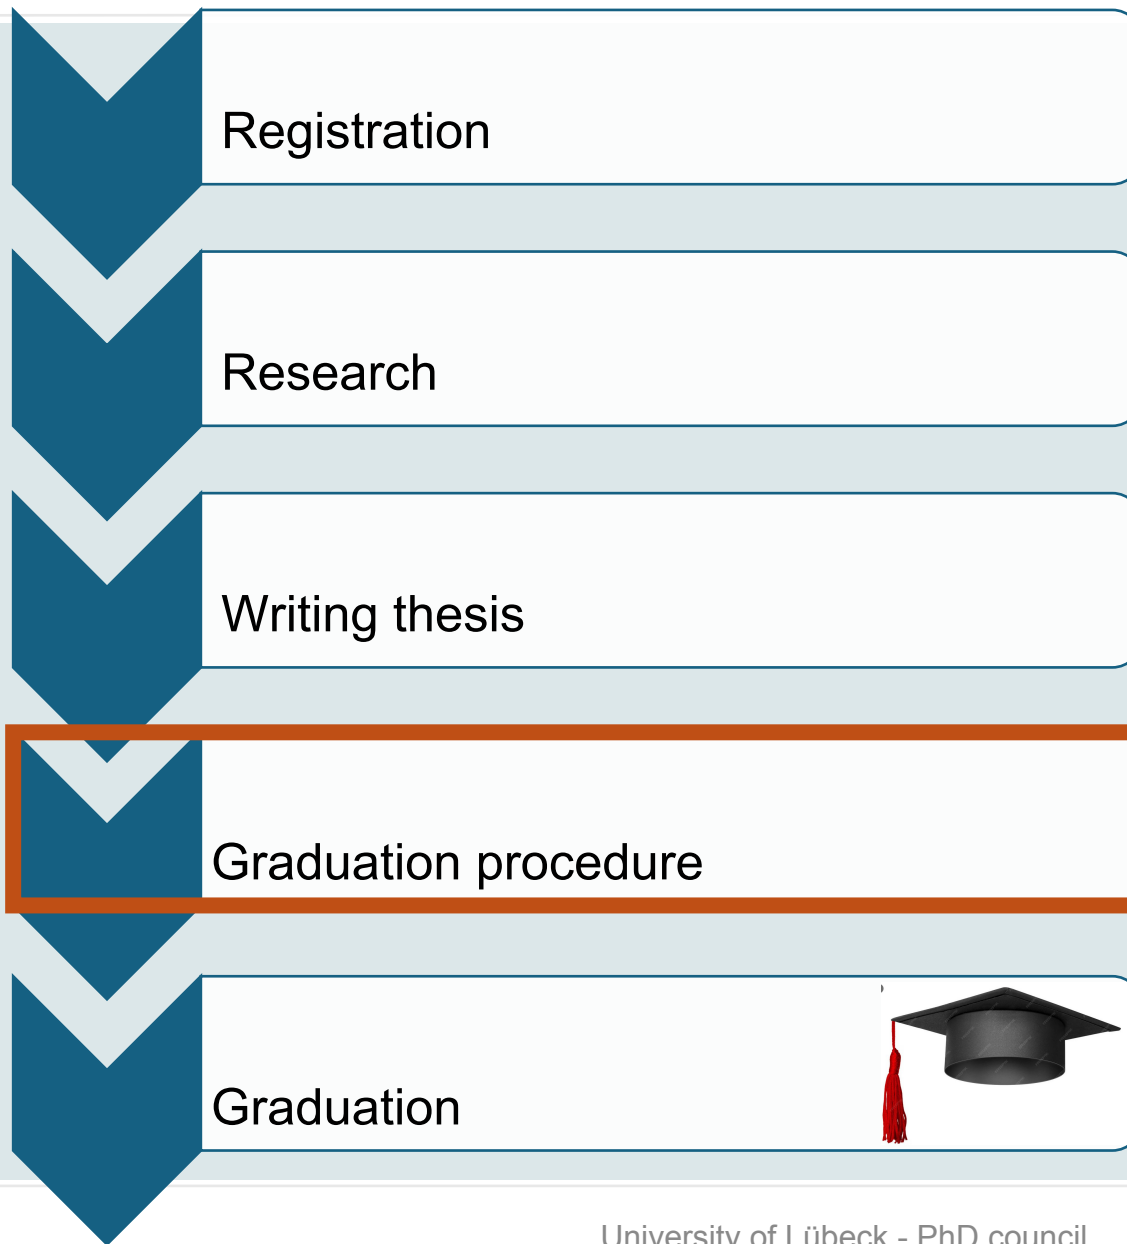 Registration
Research
Writing thesis
Graduation procedure
Graduation
University of Lübeck - PhD council